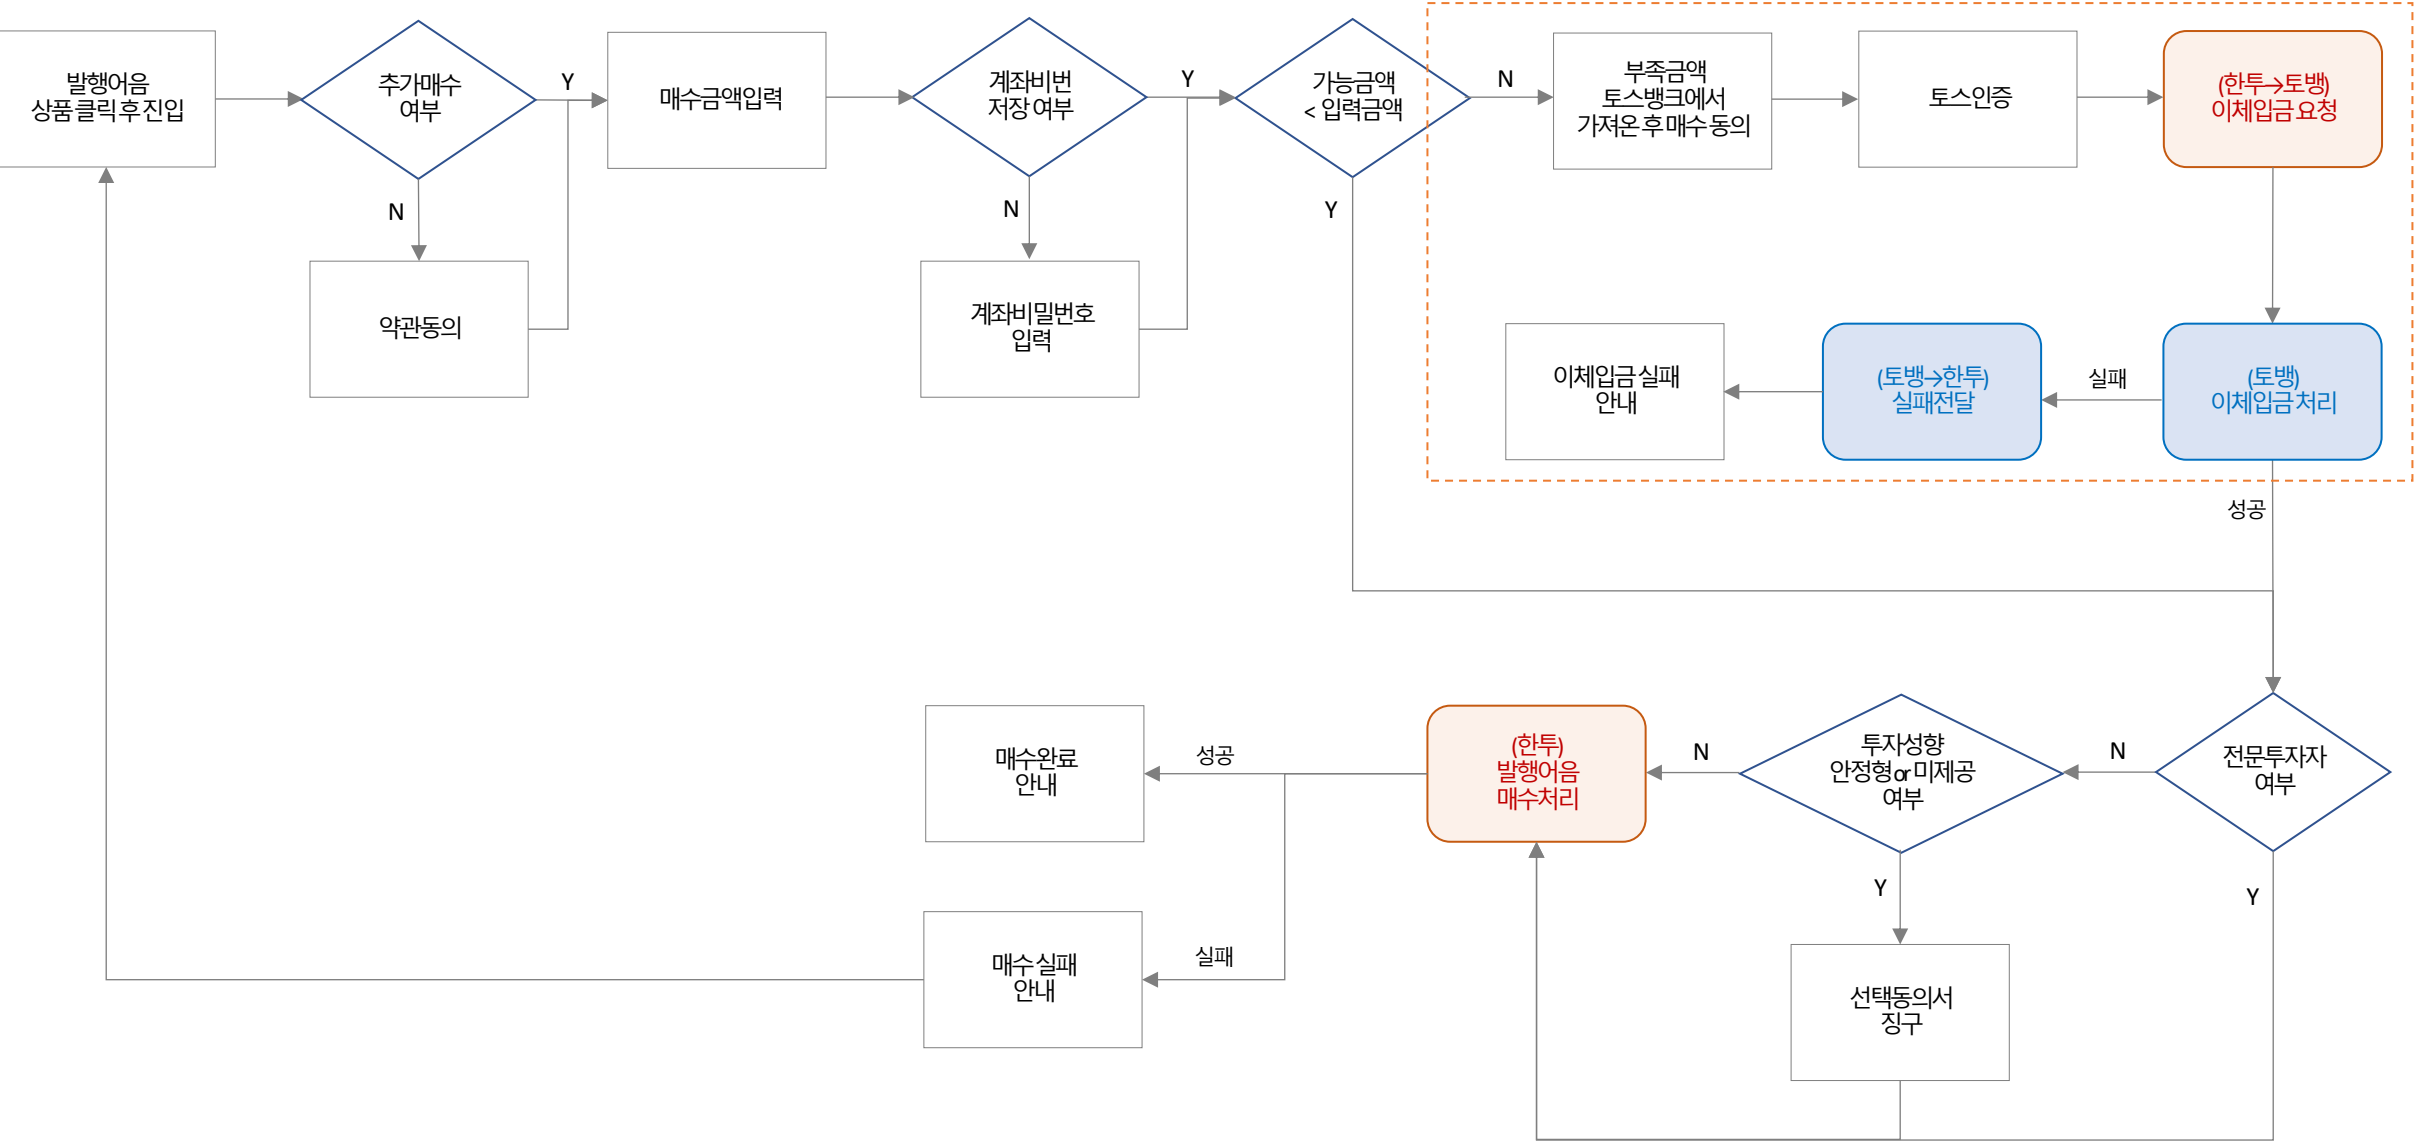 발행어음
상품 클릭 후 진입
추가매수
여부
Y
N
약관동의
매수금액입력
계좌비번
저장 여부
Y
N
계좌비밀번호
입력
가능금액
< 입력금액
N
Y
부족금액
토스뱅크에서
가져온 후 매수 동의
토스인증
(한투→토뱅)
이체입금 요청
(토뱅)
이체입금 처리
실패
(토뱅→한투)
실패전달
이체입금 실패
안내
성공
전문투자자
여부
N
Y
투자성향
안정형 or 미제공
여부
N
Y
선택동의서
징구
(한투)
발행어음
매수처리
성공
매수완료
안내
실패
매수 실패
안내